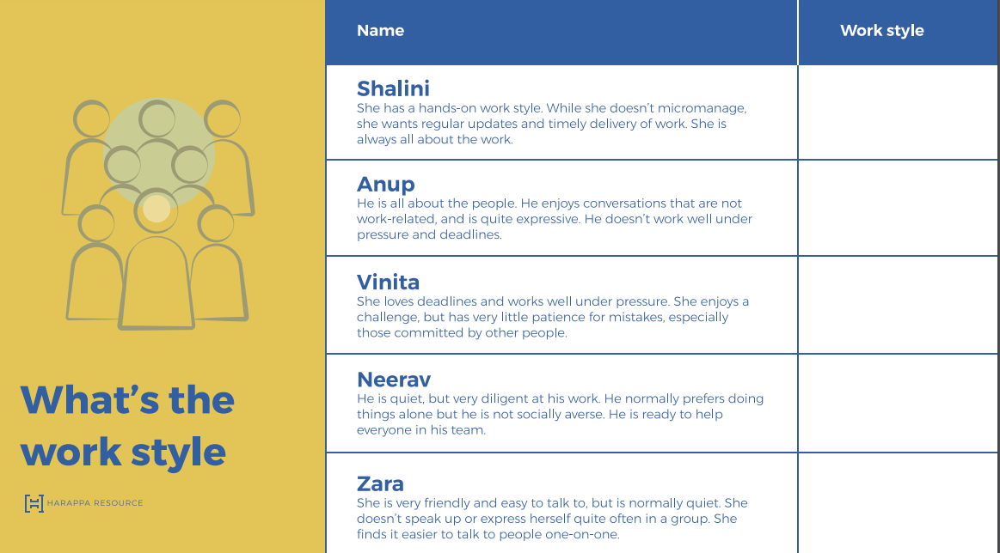 What's the
work style
HARAPPA RESOURCE
Name
Work style
Shalini
She has a hands-on work style. While she doesn't micromanage,
she wants regular updates and timely delivery of work. She is
always all about the work.
Anup
He is all about the people. He enjoys conversations that are not
work-related, and is quite expressive. He doesn't work well under
pressure and deadlines.
Vinita
She loves deadlines and works well under pressure. She enjoys a
challenge, but has very little patience for mistakes, especially
those committed by other people.
Neerav
He is quiet, but very diligent at his work. He normally prefers doing
things alone but he is not socially averse. He is ready to help
everyone in his team.
Zara
She is very friendly and easy to talk to, but is normally quiet. She
doesn't speak up or express herself quite often in a group. She
finds it easier to talk to people one-on-one.